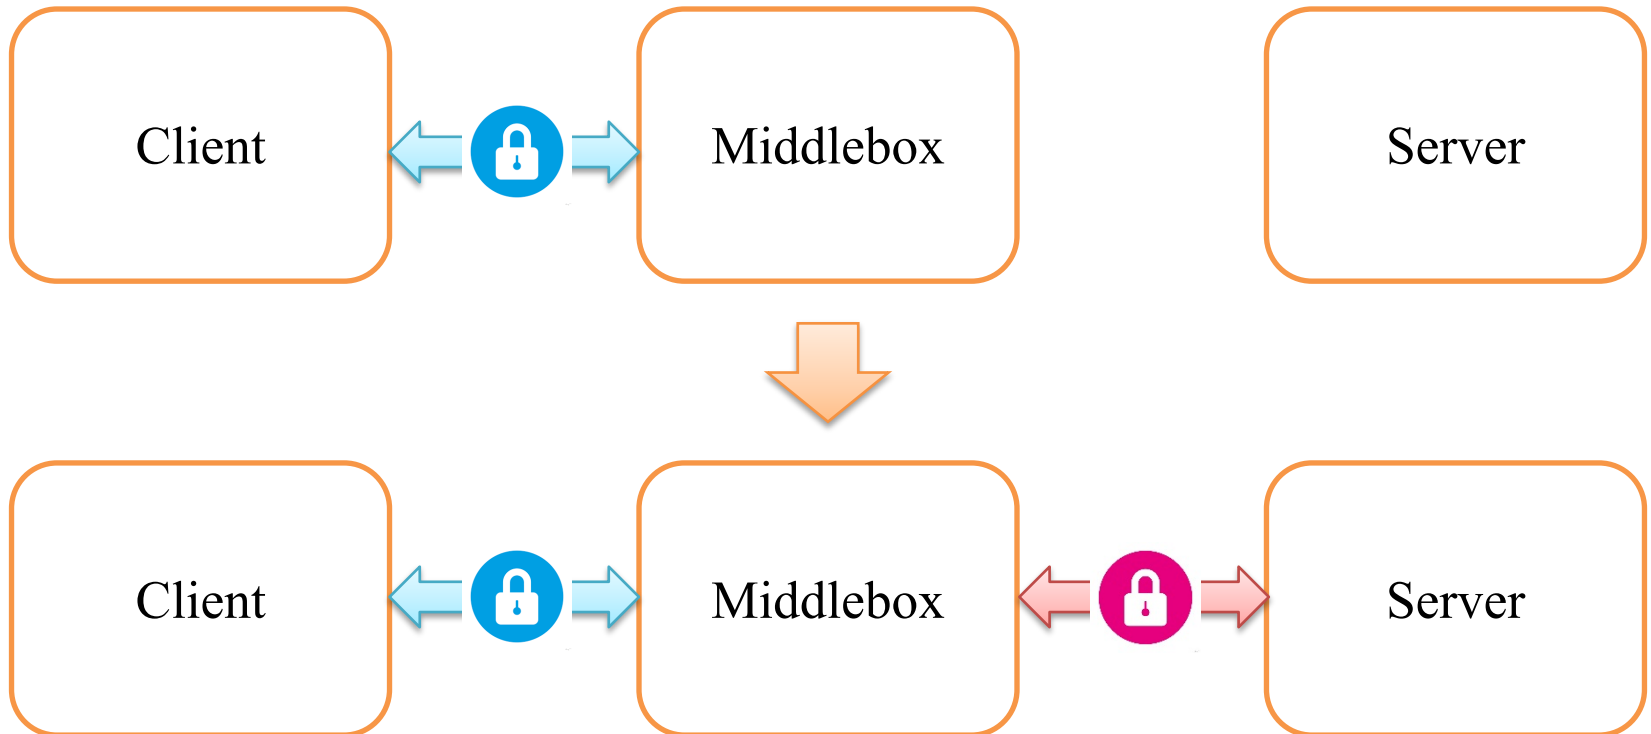 Client
Middlebox
Server
Client
Middlebox
Server